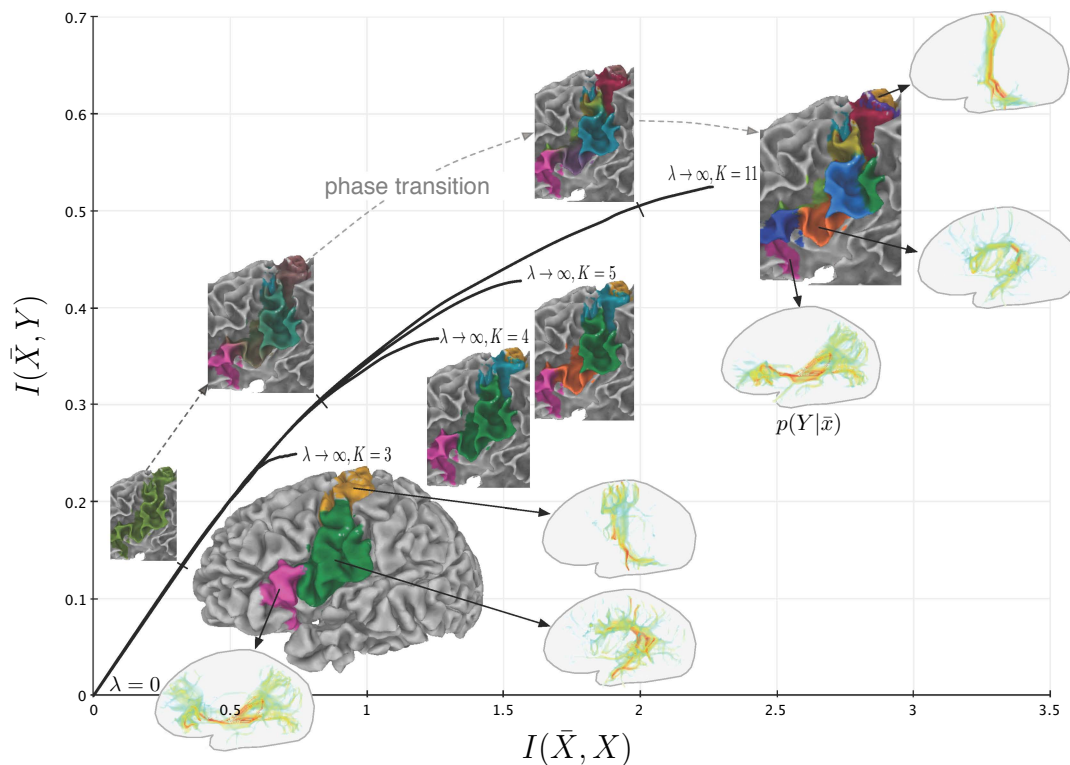 0.7
0.6
λ → ∞, K = 11
phase transition
0.5
λ → ∞, K = 5
0.4
λ → ∞, K = 4
I(X̄, Y)
p(Y|x̄)
0.3
λ → ∞, K = 3
0.2
0.1
λ = 0
0
0 0.5 1 1.5 2 2.5 3 3.5
I(X̄, X)